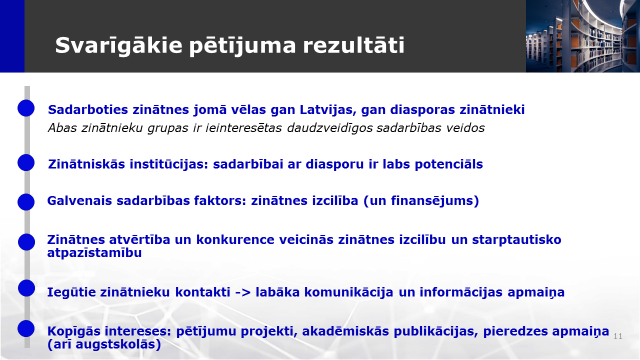 Svarīgākie pētījuma rezultāti
Sadarboties zinātnes jomā vēlas gan Latvijas, gan diasporas zinātnieki
Abas zinātnieku grupas ir ieinteresētas daudzveidīgos sadarbības veidos
Zinātniskās institūcijas: sadarbībai ar diasporu ir labs potenciāls
Galvenais sadarbības faktors: zinātnes izcilība (un finansējums)
Zinātnes atvērtība un konkurence veicinās zinātnes izcilību un starptautisko
atpazīstamību
Iegūtie zinātnieku kontakti -> labāka komunikācija un informācijas apmaiņa
Kopīgās intereses: pētījumu projekti, akadēmiskās publikācijas, pieredzes apmaiņa
(arī augstskolās)
11